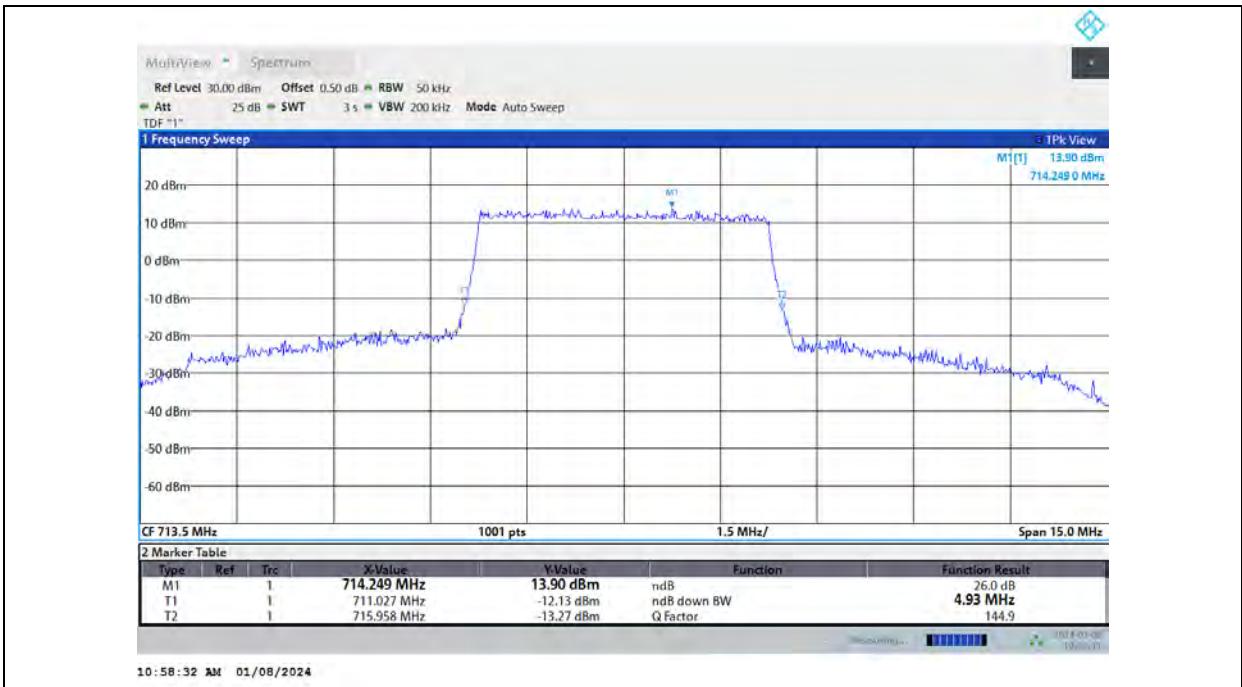 MultiView Spectrum
Ref Level 30.00 dBm Offset 0.50 dB RBW 50 kHz
Att 25 dB SWT 3 s VBW 200 kHz Mode Auto Sweep
TDF "1"
1 Frequency Sweep 1Pk View
M1[1] 13.90 dBm
714.249 0 MHz
M1
20 dBm
10 dBm
0 dBm
T1
T2
-10 dBm
-20 dBm
-30 dBm
-40 dBm
-50 dBm
-60 dBm
CF 713.5 MHz 1001 pts 1.5 MHz/ Span 15.0 MHz
2 Marker Table
Type Ref Trc X-Value Y-Value Function Function Result
M1 1 714.249 MHz 13.90 dBm ndB 26.0 dB
T1 1 711.027 MHz -12.13 dBm ndB down BW 4.93 MHz
T2 1 715.958 MHz -13.27 dBm Q Factor 144.9
Measuring...
10:58:32 AM 01/08/2024